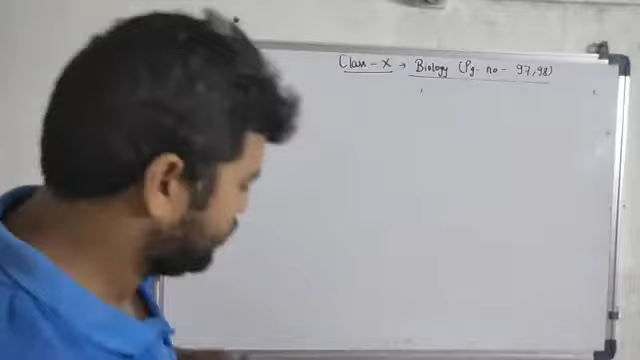 Class - X → Biology (Pg. no - 97, 98)